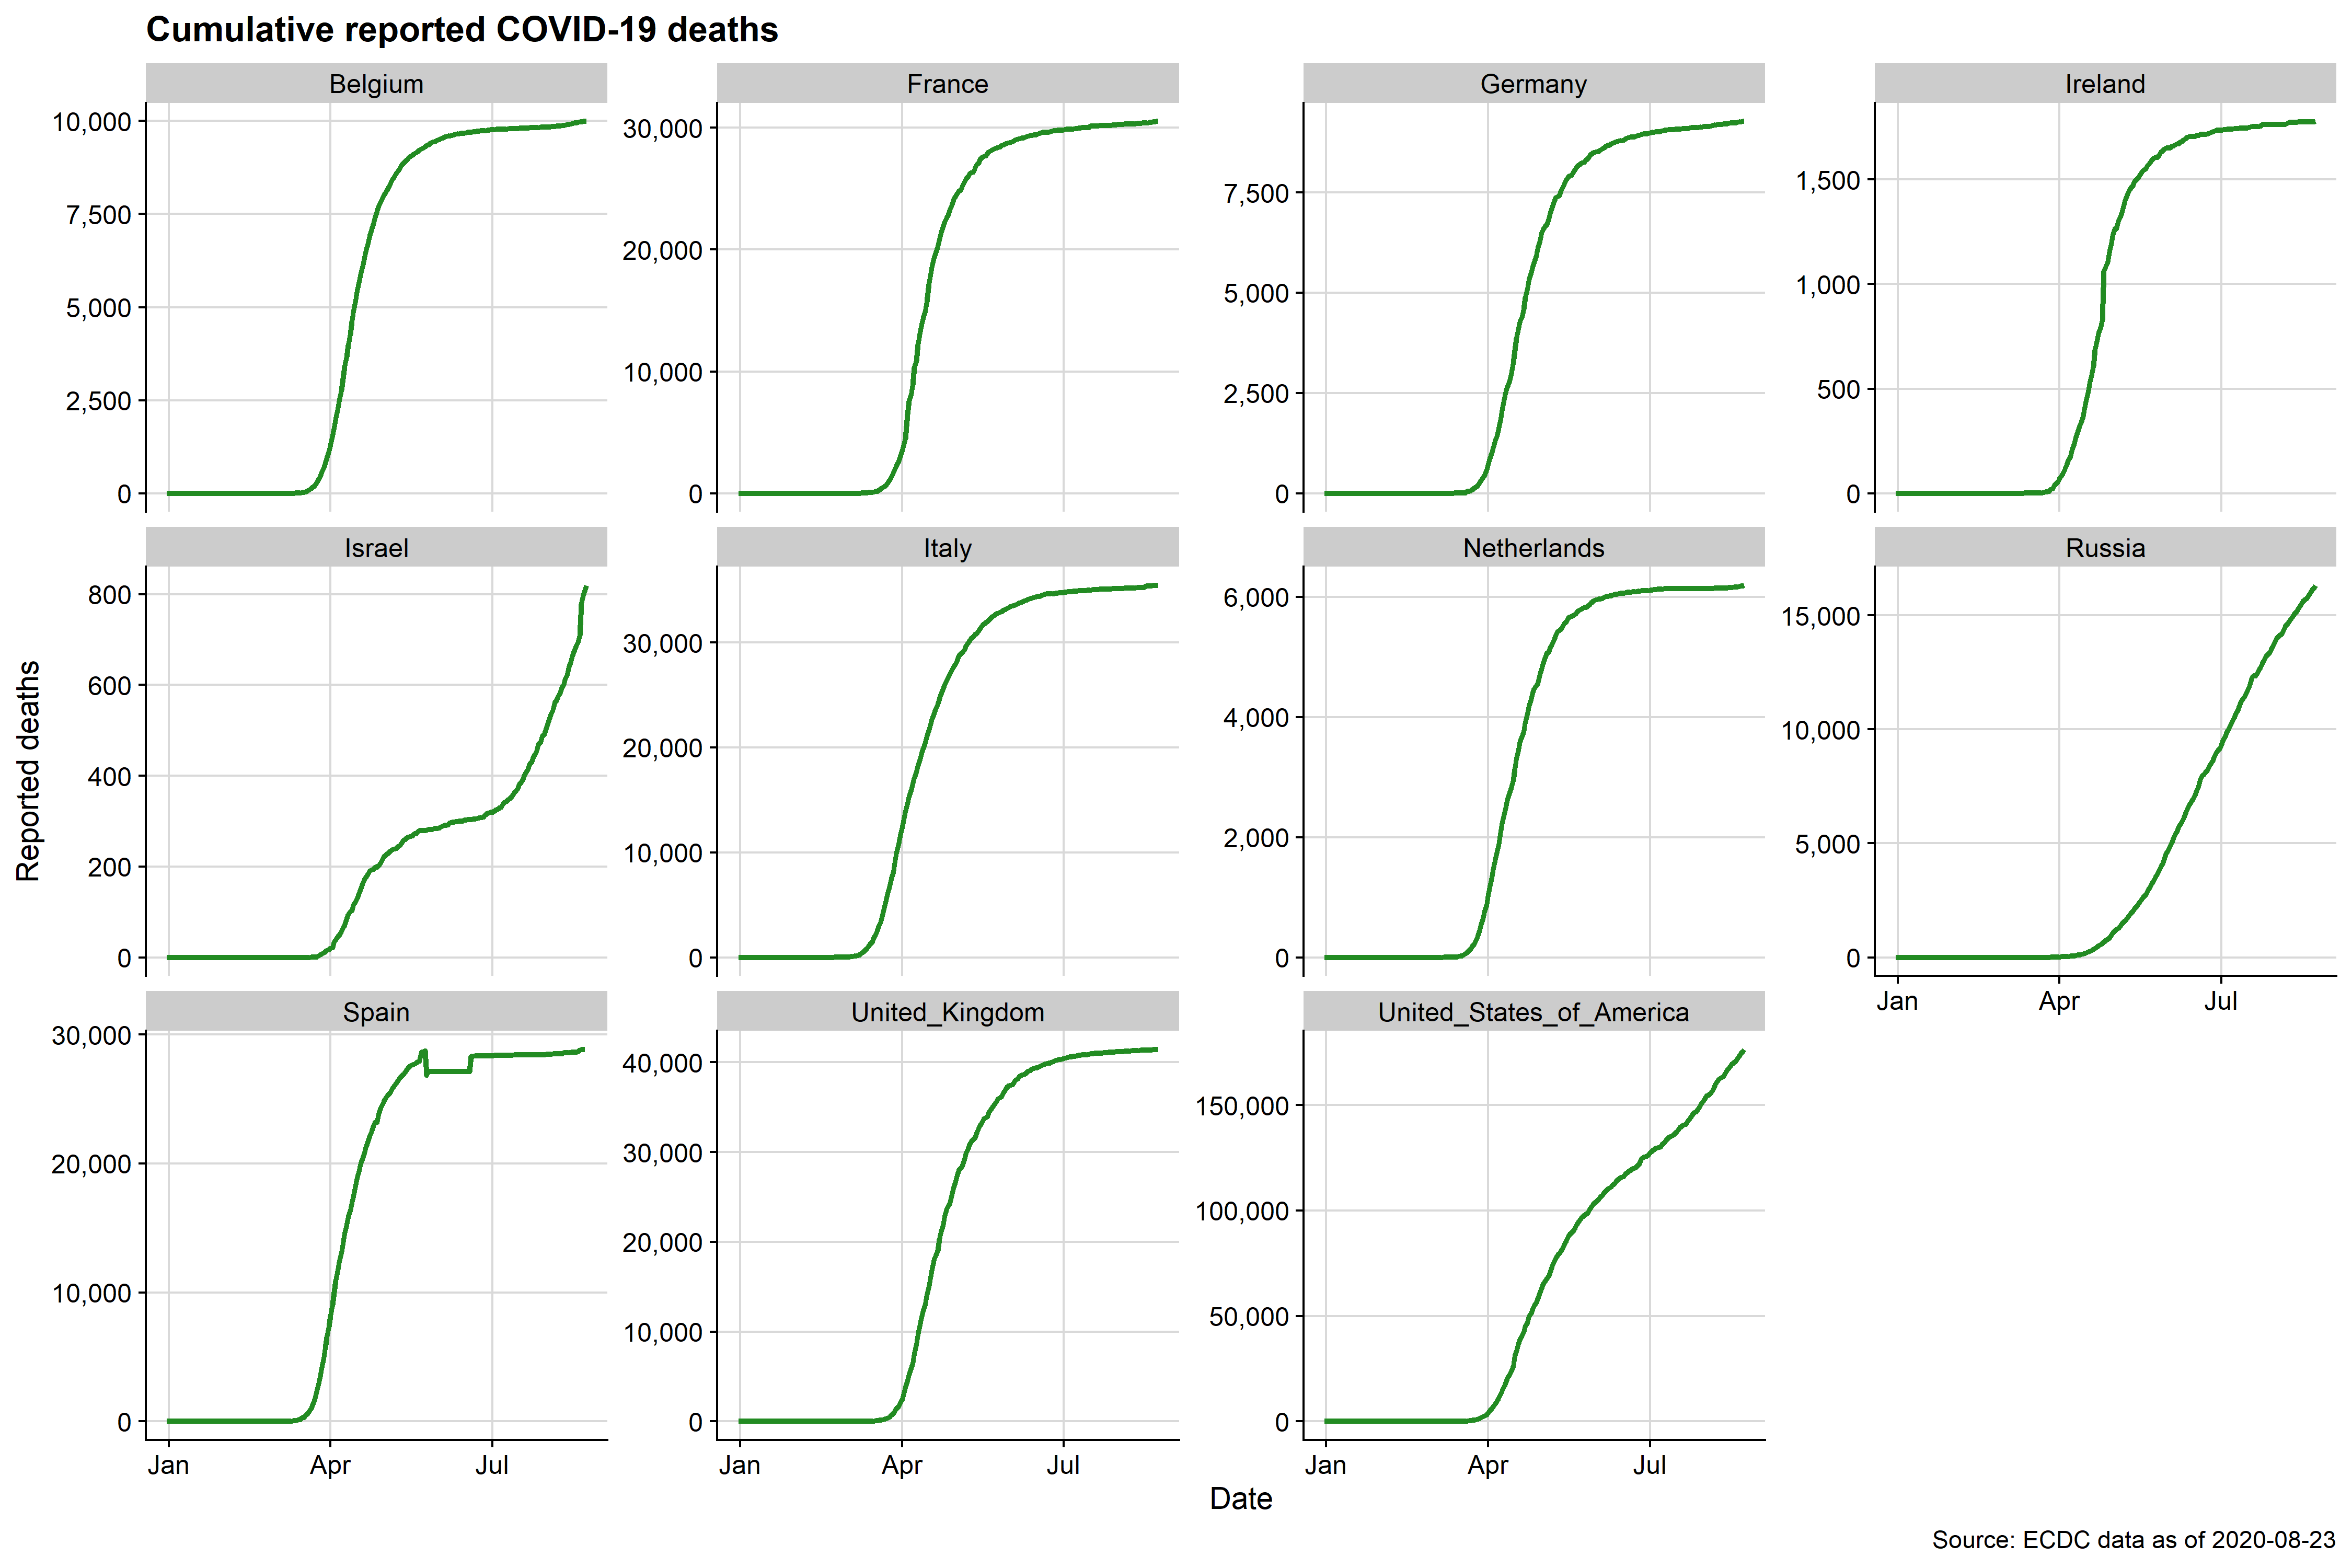 Cumulative reported COVID-19 deaths
Belgium
France
Germany
Ireland
10,000
7,500
5,000
2,500
0
30,000
20,000
10,000
0
7,500
5,000
2,500
0
1,500
1,000
500
0
Israel
Italy
Netherlands
Russia
800
600
400
200
0
30,000
20,000
10,000
0
6,000
4,000
2,000
0
15,000
10,000
5,000
0
Jan Apr Jul
Reported deaths
Spain
United_Kingdom
United_States_of_America
30,000
20,000
10,000
0
40,000
30,000
20,000
10,000
0
150,000
100,000
50,000
0
Jan Apr Jul
Jan Apr Jul
Jan Apr Jul
Date
Source: ECDC data as of 2020-08-23